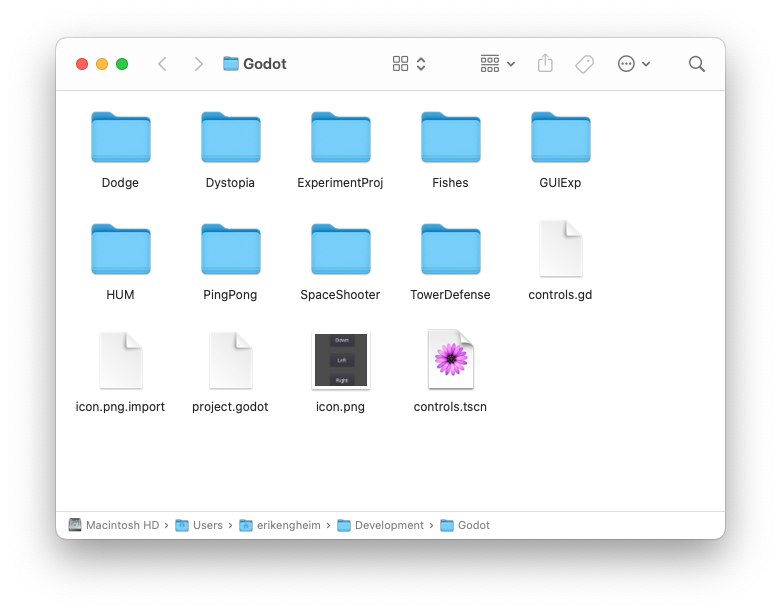 Godot
Dodge Dystopia ExperimentProj Fishes GUIExp
HUM PingPong SpaceShooter TowerDefense controls.gd
Down
Left
Right
icon.png.import project.godot icon.png controls.tscn
Macintosh HD › Users › erikengheim › Development › Godot